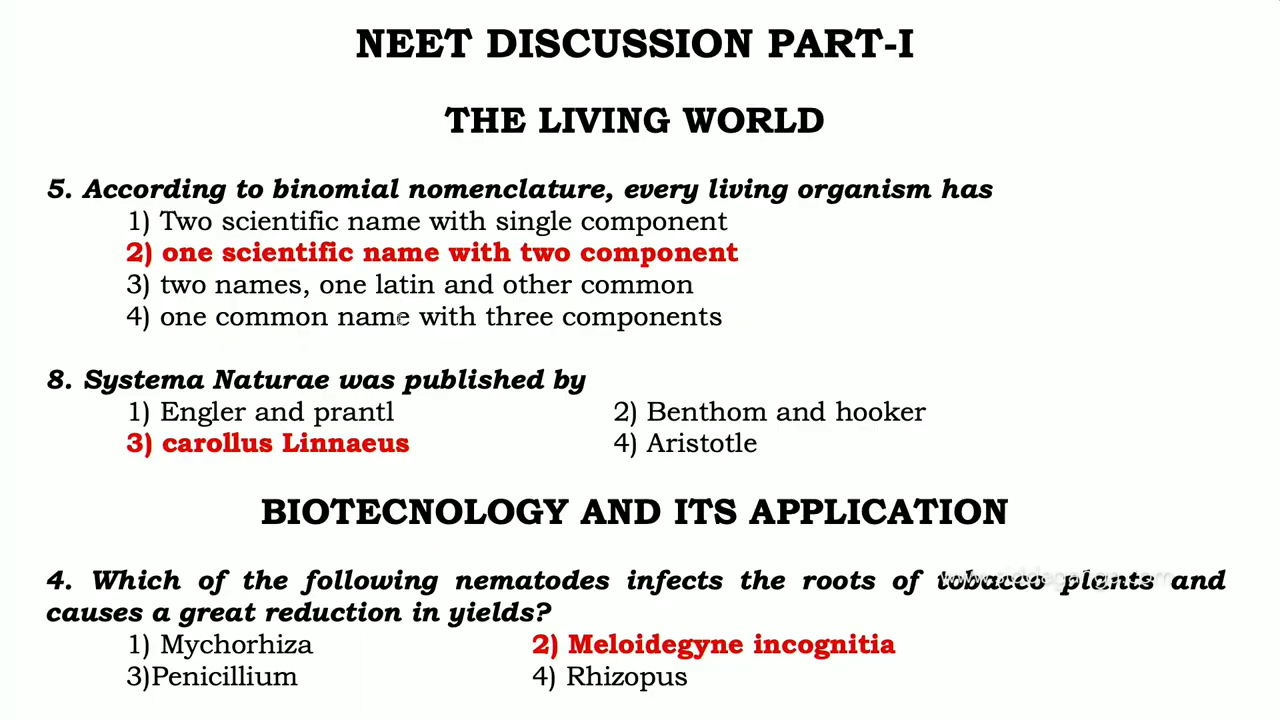 NEET DISCUSSION PART-I
THE LIVING WORLD
5. According to binomial nomenclature, every living organism has
1) Two scientific name with single component
2) one scientific name with two component
3) two names, one latin and other common
4) one common name with three components
8. Systema Naturae was published by
1) Engler and prantl 2) Benthom and hooker
3) carollus Linnaeus 4) Aristotle
BIOTECNOLOGY AND ITS APPLICATION
4. Which of the following nematodes infects the roots of tobacco plants and
causes a great reduction in yields?
1) Mychorhiza 2) Meloidegyne incognitia
3)Penicillium 4) Rhizopus